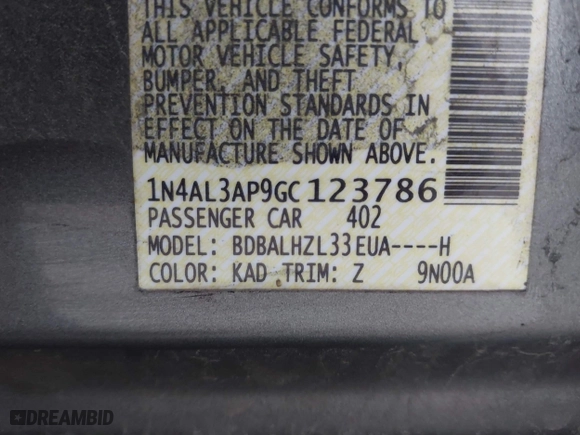 THIS VEHICLE CONFORMS TO
ALL APPLICABLE FEDERAL
MOTOR VEHICLE SAFETY,
BUMPER, AND THEFT
PREVENTION STANDARDS IN
EFFECT ON THE DATE OF
MANUFACTURE SHOWN ABOVE.
1N4AL3AP9GC123786
PASSENGER CAR 402
MODEL: BDBALHZL33EUA----H
COLOR: KAD TRIM: Z 9N00A
DREAMBID